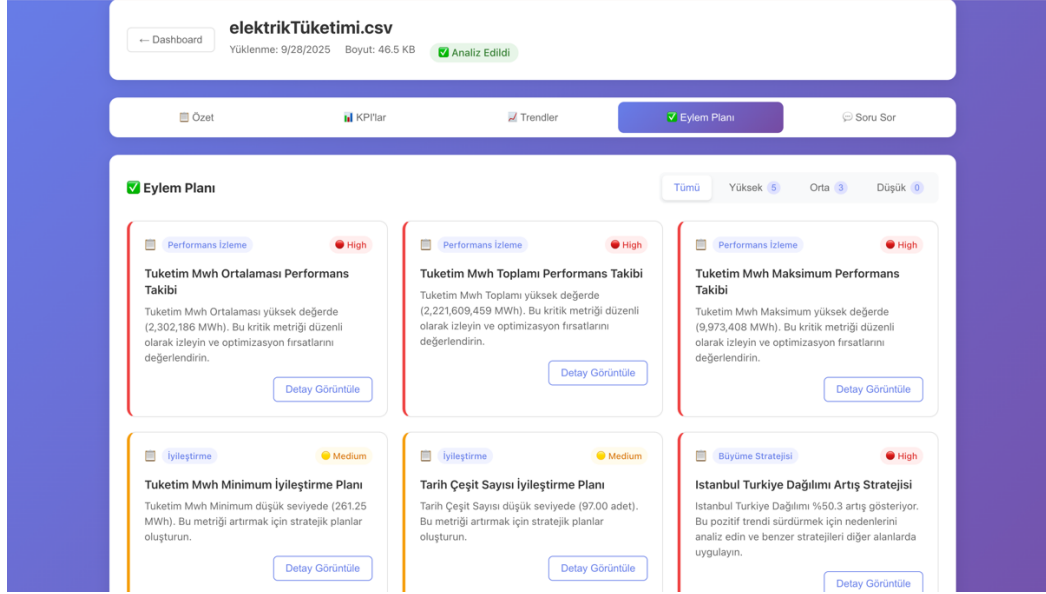 ← Dashboard
elektrikTüketimi.csv
Yüklenme: 9/28/2025 Boyut: 46.5 KB ✅ Analiz Edildi
📋 Özet
📊 KPI'lar
📈 Trendler
✅ Eylem Planı
💬 Soru Sor
✅ Eylem Planı
Tümü
Yüksek 5
Orta 3
Düşük 0
Performans İzleme
High
Tuketim Mwh Ortalaması Performans
Takibi
Tuketim Mwh Ortalaması yüksek değerde
(2,302,186 MWh). Bu kritik metriği düzenli
olarak izleyin ve optimizasyon fırsatlarını
değerlendirin.
Detay Görüntüle
Performans İzleme
High
Tuketim Mwh Toplamı Performans Takibi
Tuketim Mwh Toplamı yüksek değerde
(2,221,609,459 MWh). Bu kritik metriği düzenli
olarak izleyin ve optimizasyon fırsatlarını
değerlendirin.
Detay Görüntüle
Performans İzleme
High
Tuketim Mwh Maksimum Performans
Takibi
Tuketim Mwh Maksimum yüksek değerde
(9,973,408 MWh). Bu kritik metriği düzenli
olarak izleyin ve optimizasyon fırsatlarını
değerlendirin.
Detay Görüntüle
İyileştirme
Medium
Tuketim Mwh Minimum İyileştirme Planı
Tuketim Mwh Minimum düşük seviyede (261.25
MWh). Bu metriği artırmak için stratejik planlar
oluşturun.
Detay Görüntüle
İyileştirme
Medium
Tarih Çeşit Sayısı İyileştirme Planı
Tarih Çeşit Sayısı düşük seviyede (97.00 adet).
Bu metriği artırmak için stratejik planlar
oluşturun.
Detay Görüntüle
Büyüme Stratejisi
High
Istanbul Turkiye Dağılımı Artış Stratejisi
Istanbul Turkiye Dağılımı %50.3 artış gösteriyor.
Bu pozitif trendi sürdürmek için nedenlerini
analiz edin ve benzer stratejileri diğer alanlarda
uygulayın.
Detay Görüntüle